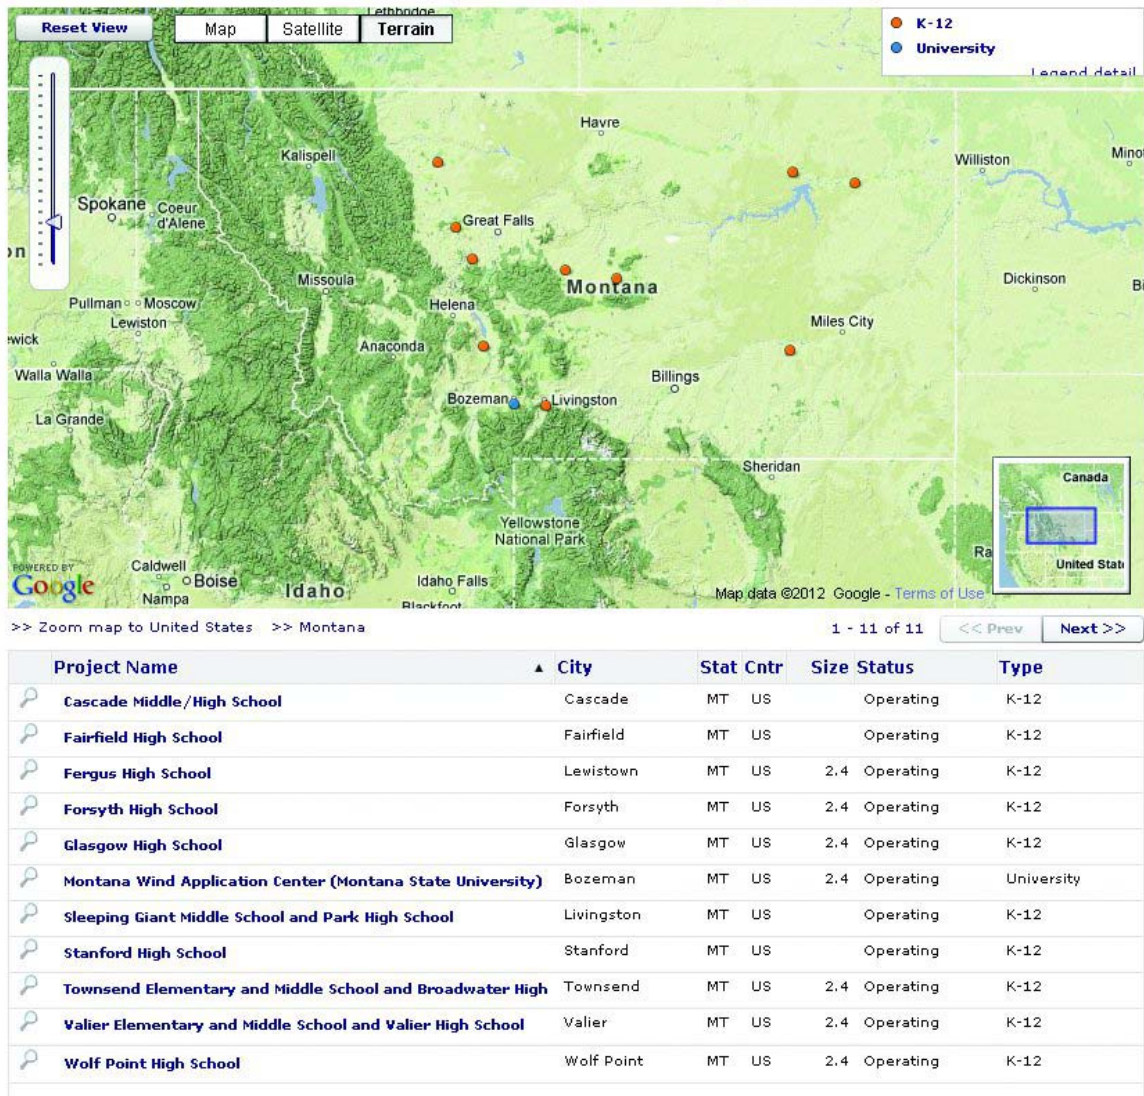 Lethbridge
Reset View
Map
Satellite
Terrain
K-12
University
Legend detail
Havre
Kalispell
Williston
Minot
Spokane
Coeur
d'Alene
Great Falls
on
Missoula
Montana
Dickinson
Bi
Pullman
Moscow
Helena
Lewiston
Miles City
ewick
Anaconda
Walla Walla
Billings
Bozeman
Livingston
La Grande
Sheridan
Canada
Yellowstone
National Park
Ra
United Stat
POWERED BY
Google
Caldwell
Boise
Nampa
Idaho
Idaho Falls
Blackfoot
Map data ©2012 Google - Terms of Use
>> Zoom map to United States >> Montana
1 - 11 of 11
<< Prev
Next >>
Project Name ▲ City Stat Cntr Size Status Type
Cascade Middle/High School Cascade MT US Operating K-12
Fairfield High School Fairfield MT US Operating K-12
Fergus High School Lewistown MT US 2.4 Operating K-12
Forsyth High School Forsyth MT US 2.4 Operating K-12
Glasgow High School Glasgow MT US 2.4 Operating K-12
Montana Wind Application Center (Montana State University) Bozeman MT US 2.4 Operating University
Sleeping Giant Middle School and Park High School Livingston MT US Operating K-12
Stanford High School Stanford MT US Operating K-12
Townsend Elementary and Middle School and Broadwater High Townsend MT US 2.4 Operating K-12
Valier Elementary and Middle School and Valier High School Valier MT US 2.4 Operating K-12
Wolf Point High School Wolf Point MT US 2.4 Operating K-12